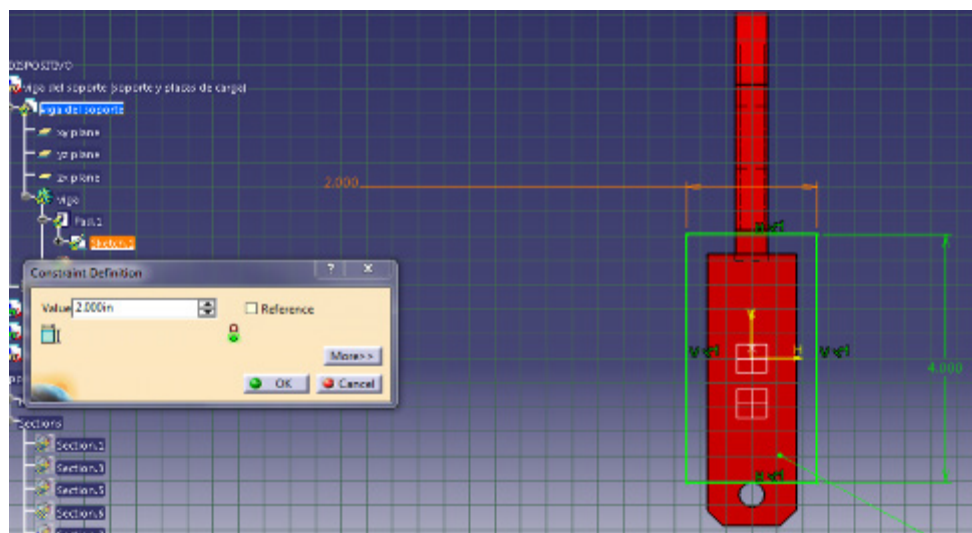 DISPOSITIVO
viga del soporte (soporte y placas de carga)
viga del soporte
xy plane
yz plane
zx plane
viga
Pad.1
Sketch.1
Constraint Definition
? X
Value 2.000in
Reference
More>>
OK
Cancel
Sections
Section.1
Section.3
Section.5
Section.6
2.000
H
V
Y
H
V
4.000
H